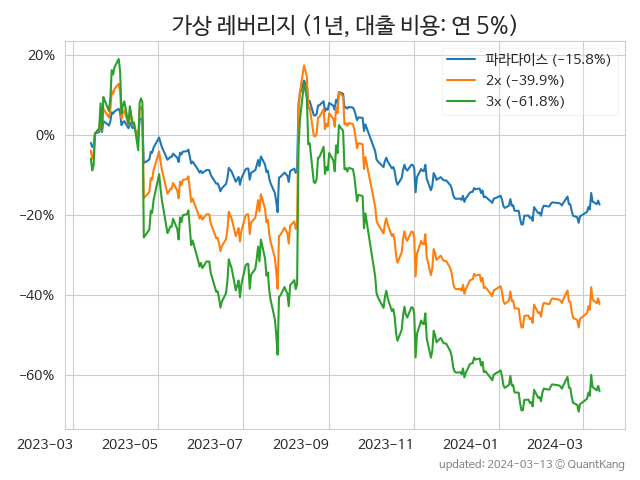 가상 레버리지 (1년, 대출 비용: 연 5%)
파라다이스 (−15.8%)
2x (−39.9%)
3x (−61.8%)
20%
0%
−20%
−40%
−60%
2023-03 2023-05 2023-07 2023-09 2023-11 2024-01 2024-03
updated: 2024-03-13 © QuantKang